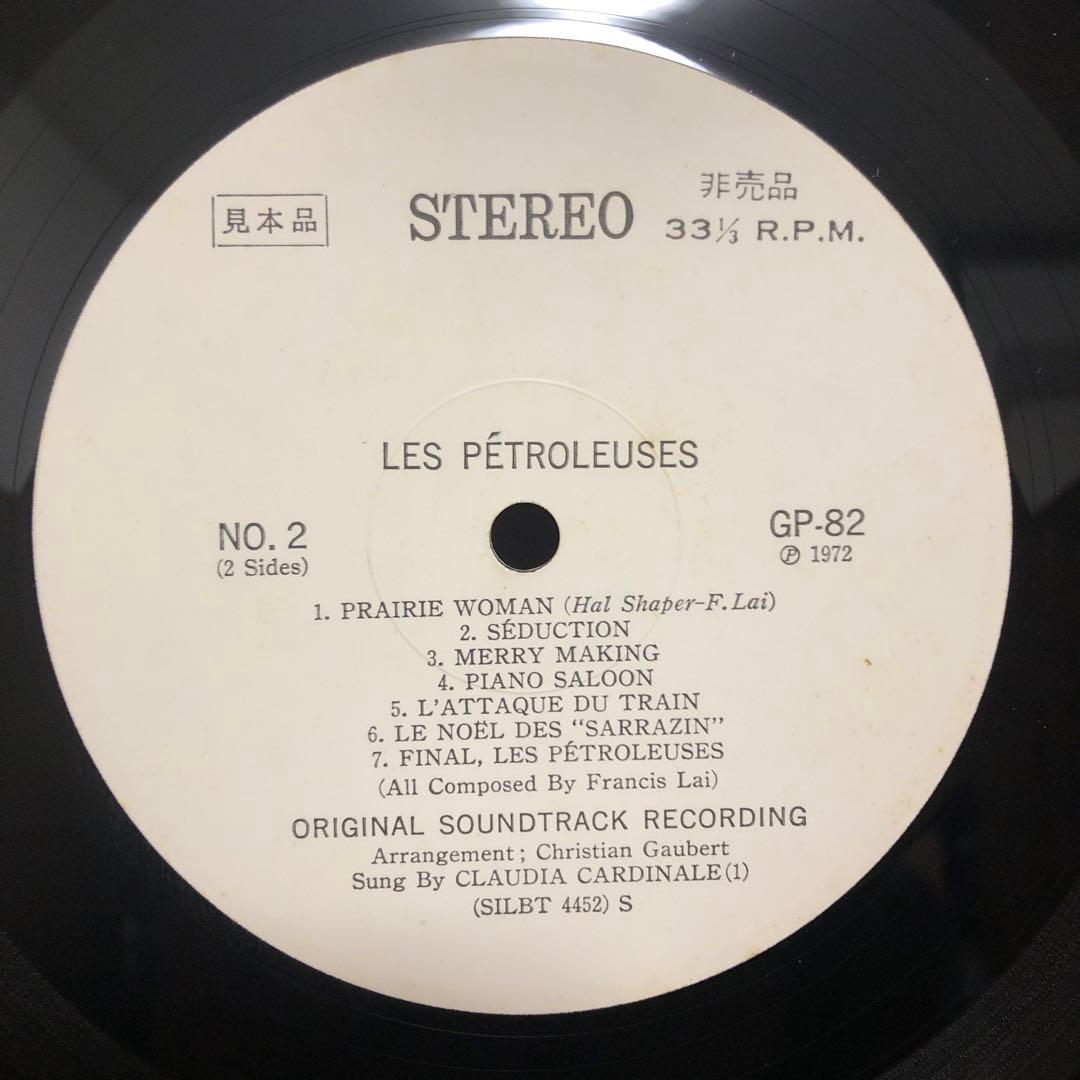 見本品
STEREO
非売品
33⅓ R.P.M.
LES PÉTROLEUSES
NO. 2
(2 Sides)
GP-82
Ⓟ 1972
1. PRAIRIE WOMAN (Hal Shaper-F. Lai)
2. SÉDUCTION
3. MERRY MAKING
4. PIANO SALOON
5. L'ATTAQUE DU TRAIN
6. LE NOËL DES "SARRAZIN"
7. FINAL, LES PÉTROLEUSES
(All Composed By Francis Lai)
ORIGINAL SOUNDTRACK RECORDING
Arrangement; Christian Gaubert
Sung By CLAUDIA CARDINALE(1)
(SILBT 4452) S